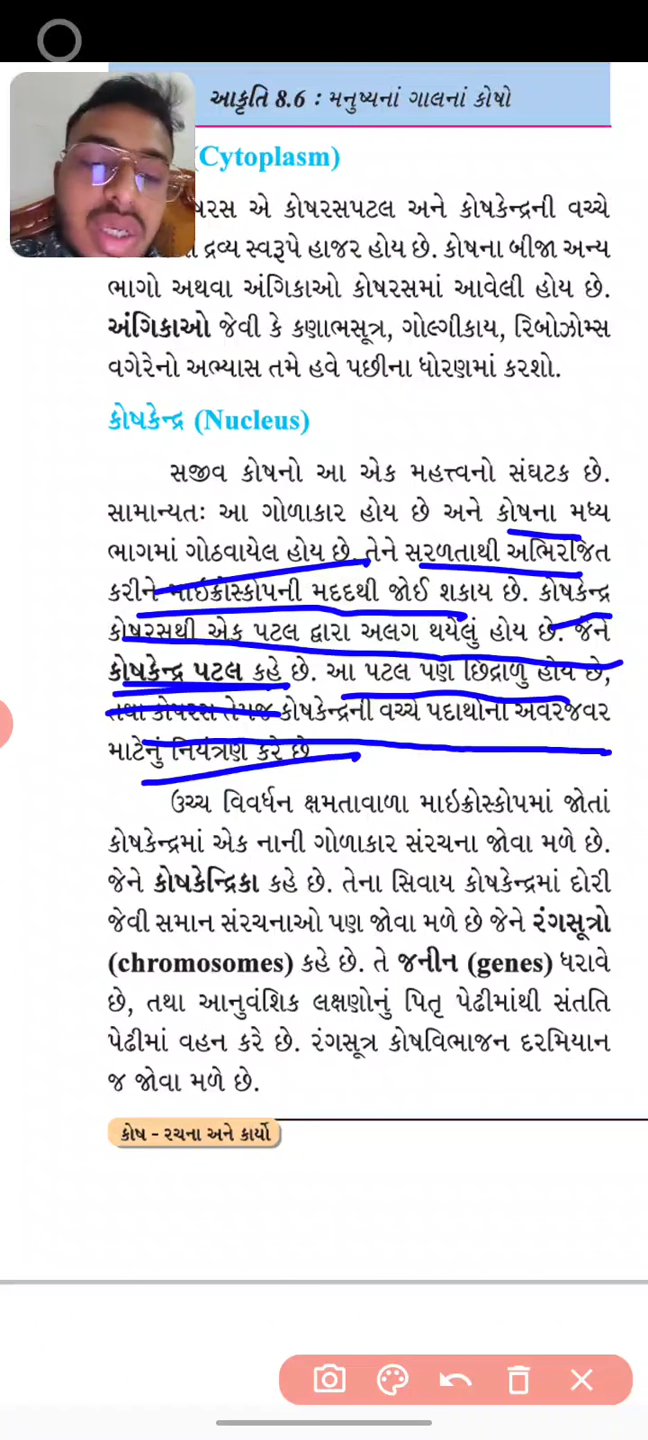 આકૃતિ 8.6 : મનુષ્યનાં ગાલનાં કોષો
(Cytoplasm)
એ કોષરસપટલ અને કોષકેન્દ્રની વચ્ચે
દ્રવ્ય સ્વરૂપે હાજર હોય છે. કોષના બીજા અન્ય
ભાગો અથવા અંગિકાઓ કોષરસમાં આવેલી હોય છે.
અંગિકાઓ જેવી કે કણાભસૂત્ર, ગોલ્ગીકાય, રિબોઝોમ્સ
વગેરેનો અભ્યાસ તમે હવે પછીના ધોરણમાં કરશો.
કોષકેન્દ્ર (Nucleus)
સજીવ કોષનો આ એક મહત્ત્વનો સંઘટક છે.
સામાન્યતઃ આ ગોળાકાર હોય છે અને કોષના મધ્ય
ભાગમાં ગોઠવાયેલ હોય છે. તેને સરળતાથી અભિરંજિત
કરીને માઇક્રોસ્કોપની મદદથી જોઈ શકાય છે. કોષકેન્દ્ર
કોષરસથી એક પટલ દ્વારા અલગ થયેલું હોય છે. જેને
કોષકેન્દ્ર પટલ કહે છે. આ પટલ પણ છિદ્રાળુ હોય છે,
તથા કોષરસ તેમજ કોષકેન્દ્રની વચ્ચે પદાર્થોના અવરજવર
માટેનું નિયંત્રણ કરે છે
ઉચ્ચ વિવર્ધન ક્ષમતાવાળા માઇક્રોસ્કોપમાં જોતાં
કોષકેન્દ્રમાં એક નાની ગોળાકાર સંરચના જોવા મળે છે.
જેને કોષકેન્દ્રિકા કહે છે. તેના સિવાય કોષકેન્દ્રમાં દોરી
જેવી સમાન સંરચનાઓ પણ જોવા મળે છે જેને રંગસૂત્રો
(chromosomes) કહે છે. તે જનીન (genes) ધરાવે
છે, તથા આનુવંશિક લક્ષણોનું પિતૃ પેઢીમાંથી સંતતિ
પેઢીમાં વહન કરે છે. રંગસૂત્ર કોષવિભાજન દરમિયાન
જ જોવા મળે છે.
કોષ – રચના અને કાર્યો